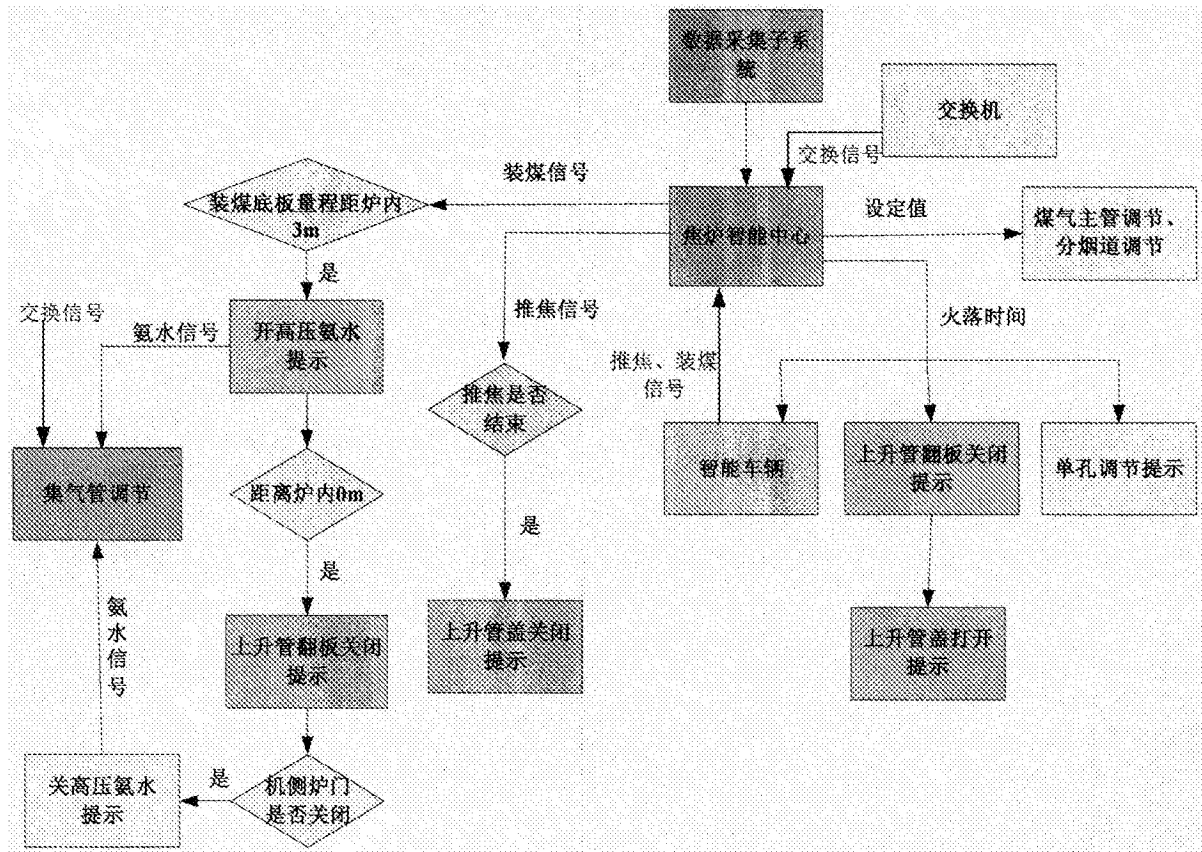 数据采集子系
统
交换机
交换信号
装煤信号
装煤底板量程距炉内
3m
焦炉智能中心
设定值
煤气主管调节、
分烟道调节
是
推焦信号
火落时间
交换信号
氨水信号
开高压氨水
提示
推焦、装煤
信号
推焦是否
结束
集气管调节
距离炉内0m
智能车辆
上升管翻板关闭
提示
单孔调节提示
是
是
氨
水
信
号
上升管翻板关闭
提示
上升管盖关闭
提示
上升管盖打开
提示
关高压氨水
提示
是
机侧炉门
是否关闭